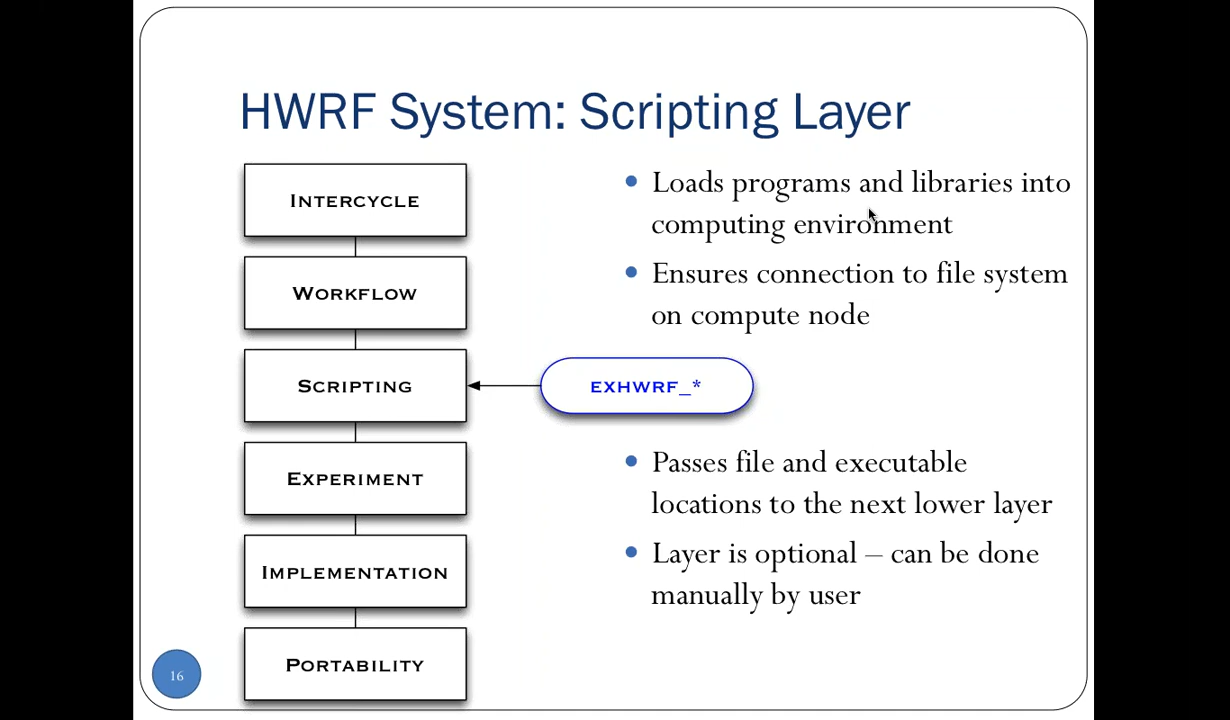 HWRF System: Scripting Layer
INTERCYCLE
WORKFLOW
SCRIPTING
EXPERIMENT
IMPLEMENTATION
PORTABILITY
EXHWRF_*
Loads programs and libraries into
computing environment
Ensures connection to file system
on compute node
Passes file and executable
locations to the next lower layer
Layer is optional – can be done
manually by user
16